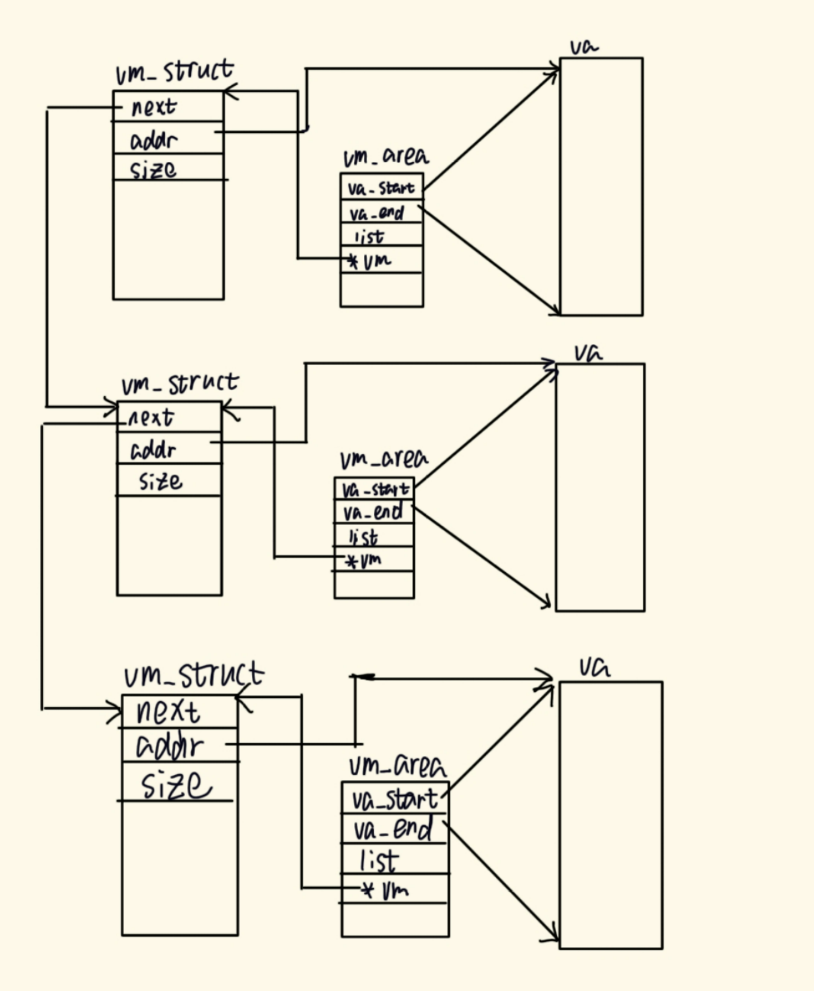 va
vm_struct
next
addr
size
vm_area
va_start
va_end
list
*vm
va
vm_struct
next
addr
size
vm_area
va_start
va_end
list
*vm
va
vm_struct
next
addr
size
vm_area
va_start
va_end
list
*vm